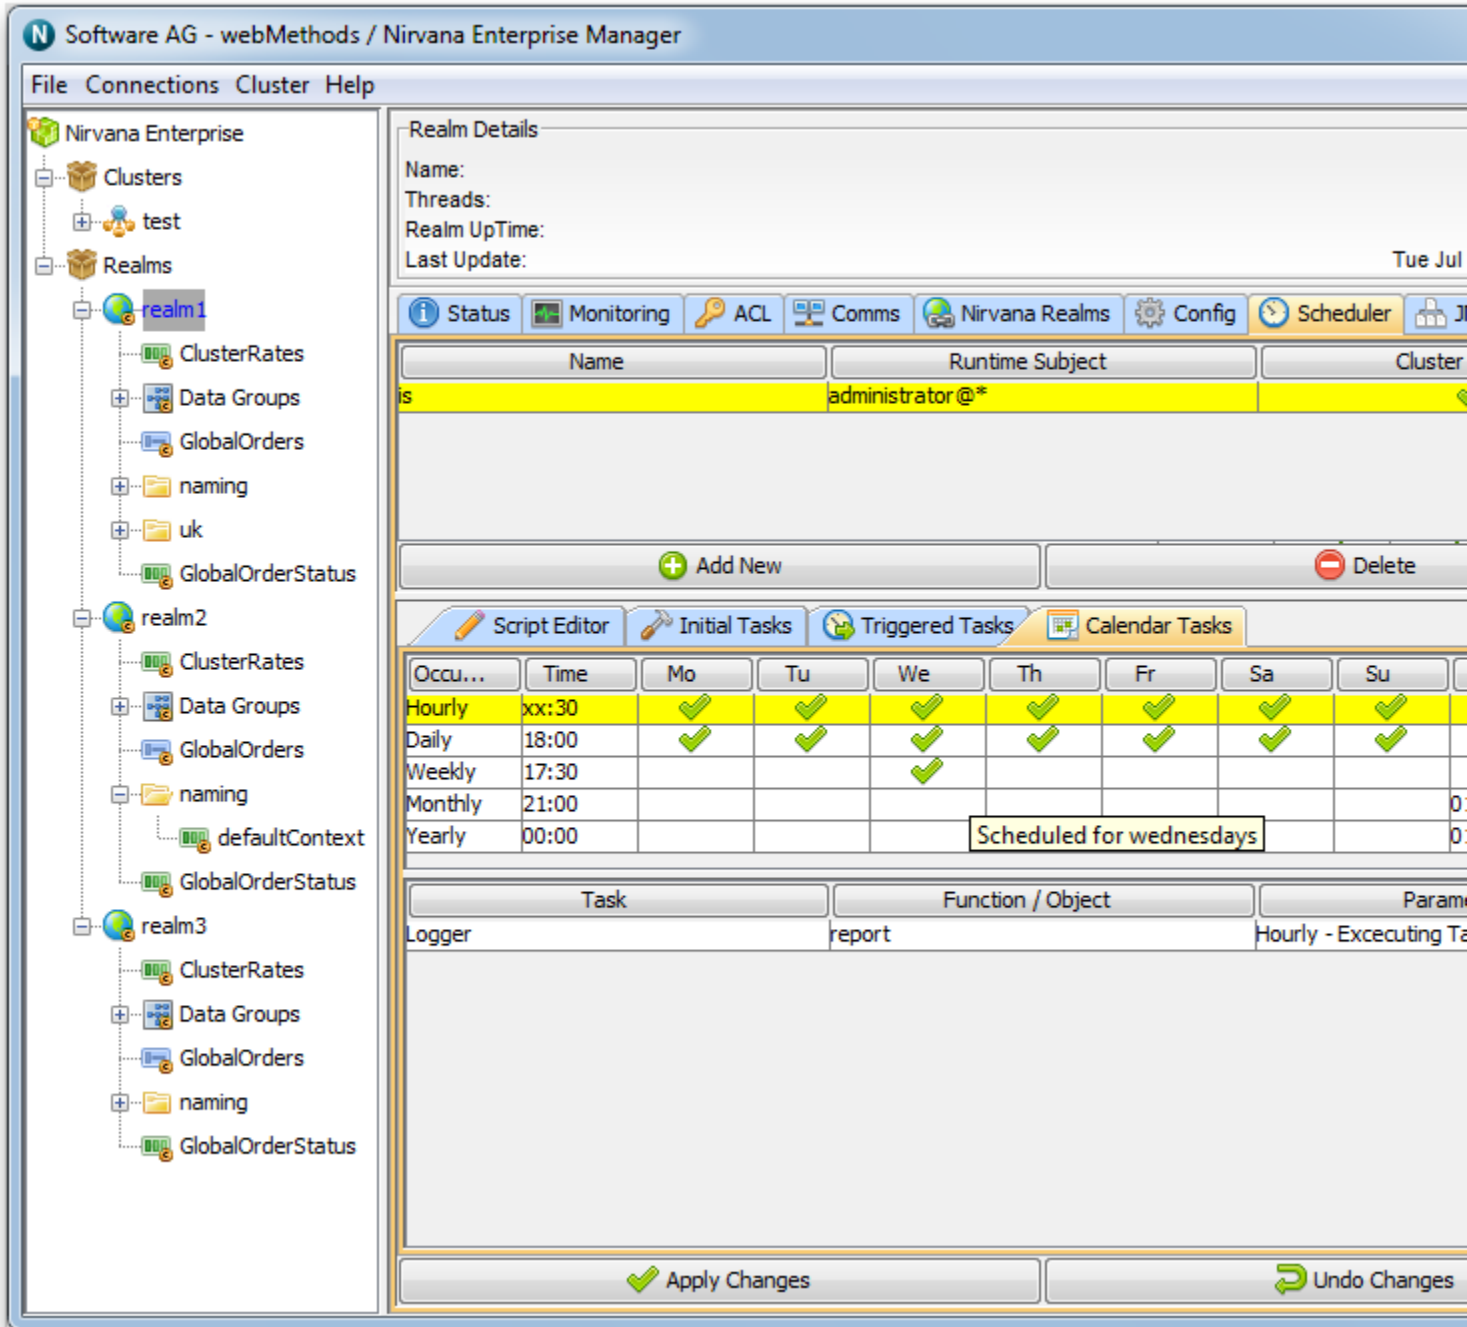 Software AG - webMethods / Nirvana Enterprise Manager
File Connections Cluster Help
Nirvana Enterprise
Clusters
test
Realms
realm1
ClusterRates
Data Groups
GlobalOrders
naming
uk
GlobalOrderStatus
realm2
ClusterRates
Data Groups
GlobalOrders
naming
defaultContext
GlobalOrderStatus
realm3
ClusterRates
Data Groups
GlobalOrders
naming
GlobalOrderStatus
Realm Details
Name:
Threads:
Realm UpTime:
Last Update: Tue Jul
Status Monitoring ACL Comms Nirvana Realms Config Scheduler
Name Runtime Subject Cluster
is administrator@*
Add New Delete
Script Editor Initial Tasks Triggered Tasks Calendar Tasks
Occu... Time Mo Tu We Th Fr Sa Su
Hourly xx:30
Daily 18:00
Weekly 17:30
Monthly 21:00
Yearly 00:00
Scheduled for wednesdays
Task Function / Object
Logger report Hourly - Excecuting
Apply Changes Undo Changes